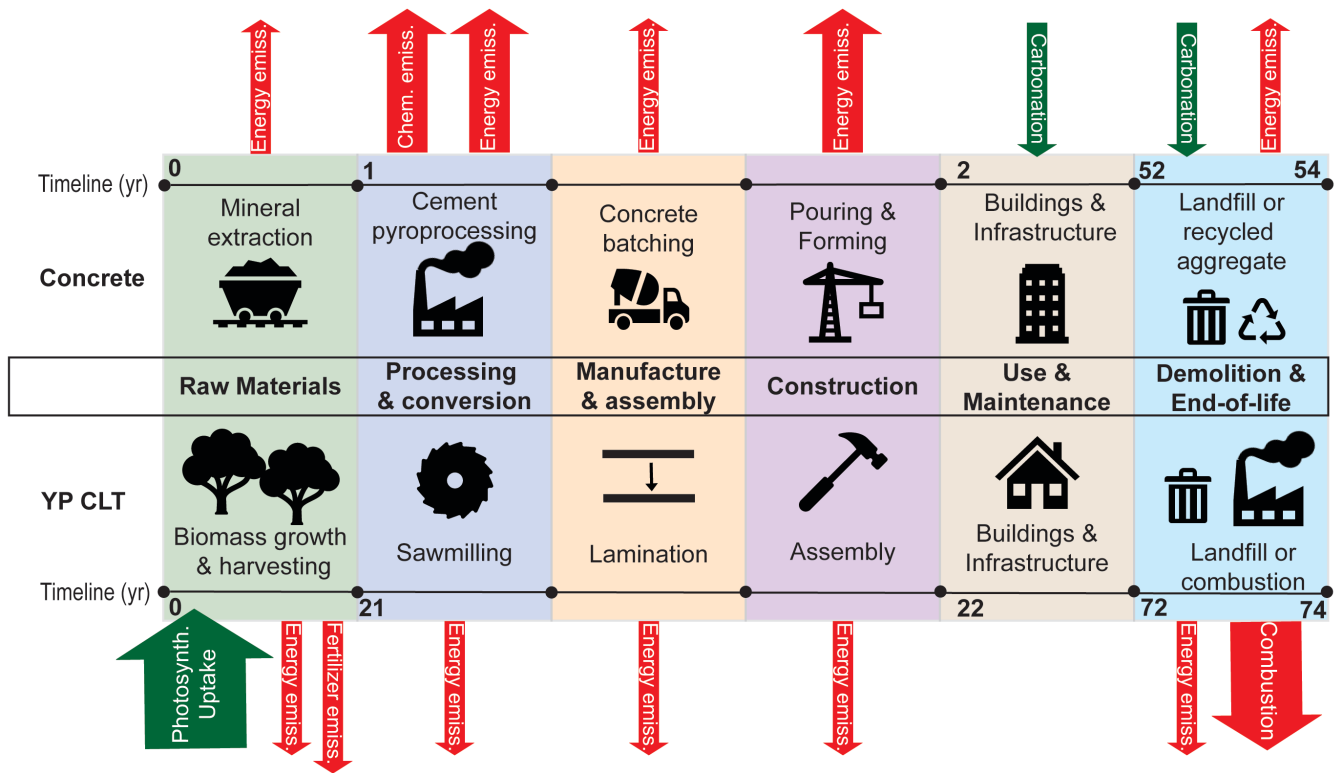 Energy emiss.
Chem. emiss.
Energy emiss.
Energy emiss.
Energy emiss.
Carbonation
Carbonation
Energy emiss.
Timeline (yr)
0
1
2
52
54
Concrete
Mineral
extraction
Cement
pyroprocessing
Concrete
batching
Pouring &
Forming
Buildings &
Infrastructure
Landfill or
recycled
aggregate
Raw Materials
Processing
& conversion
Manufacture
& assembly
Construction
Use &
Maintenance
Demolition &
End-of-life
YP CLT
Biomass growth
& harvesting
Sawmilling
Lamination
Assembly
Buildings &
Infrastructure
Landfill or
combustion
Timeline (yr)
0
21
22
72
74
Photosynth.
Uptake
Energy emiss.
Fertilizer emiss.
Energy emiss.
Energy emiss.
Energy emiss.
Energy emiss.
Combustion